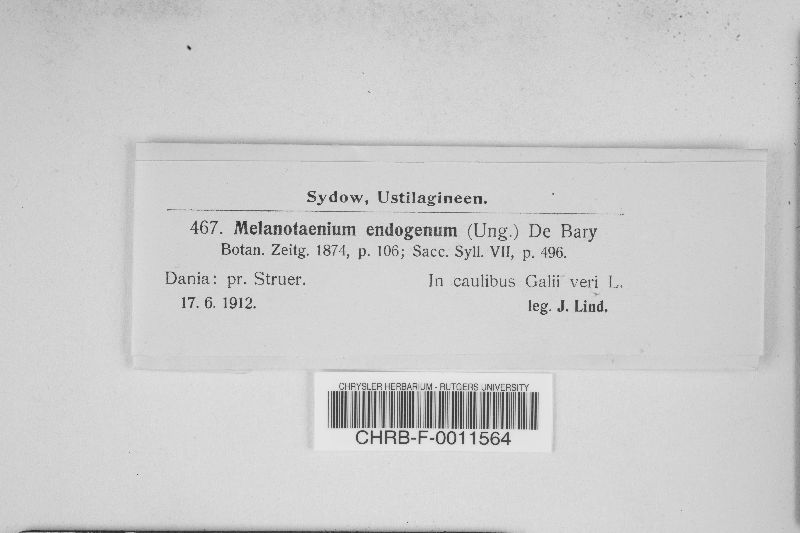 Sydow, Ustilagineen.
467. Melanotaenium endogenum (Ung.) De Bary
Botan. Zeitg. 1874, p. 106; Sacc. Syll. VII, p. 496.
Dania: pr. Struer. In caulibus Galii veri L.
17. 6. 1912. leg. J. Lind.
CHRYSLER HERBARIUM - RUTGERS UNIVERSITY
CHRB-F-0011564